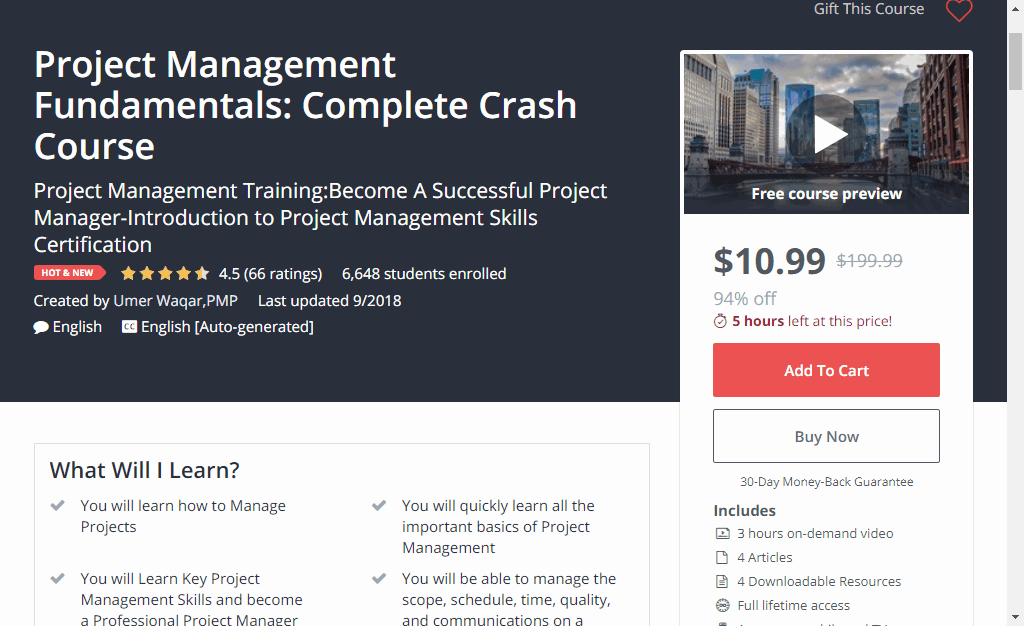 Gift This Course
Project Management
Fundamentals: Complete Crash
Course
Project Management Training:Become A Successful Project
Manager-Introduction to Project Management Skills
Certification
HOT & NEW 4.5 (66 ratings) 6,648 students enrolled
Created by Umer Waqar,PMP Last updated 9/2018
English CC English [Auto-generated]
Free course preview
$10.99 $199.99
94% off
5 hours left at this price!
Add To Cart
Buy Now
30-Day Money-Back Guarantee
Includes
3 hours on-demand video
4 Articles
4 Downloadable Resources
Full lifetime access
What Will I Learn?
You will learn how to Manage
Projects
You will quickly learn all the
important basics of Project
Management
You will Learn Key Project
Management Skills and become
a Professional Project Manager
You will be able to manage the
scope, schedule, time, quality,
and communications on a